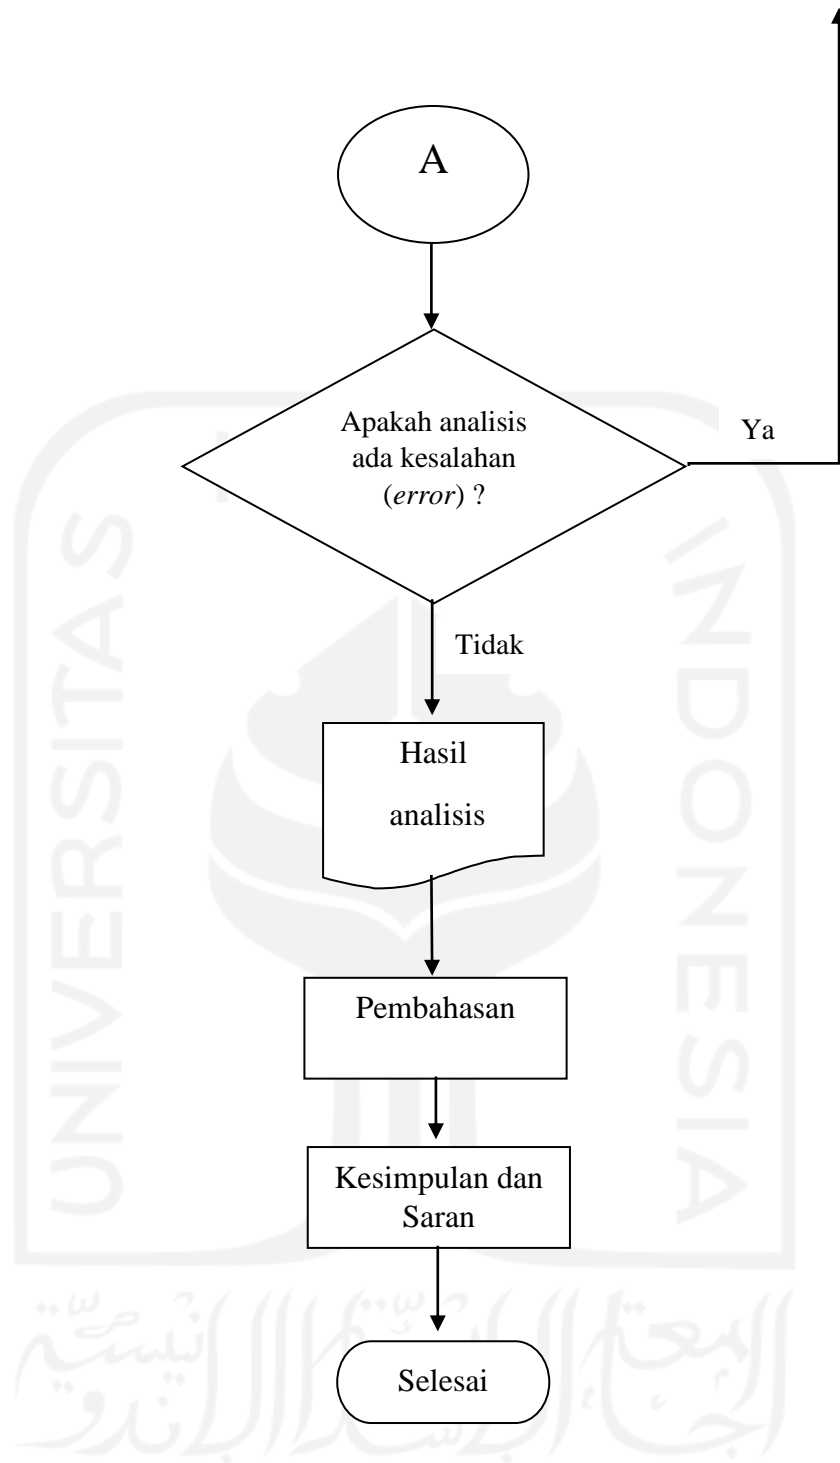 A
Apakah analisis
ada kesalahan
(error) ?
Ya
Tidak
Hasil
analisis
Pembahasan
Kesimpulan dan
Saran
Selesai
UNIVERSITAS
INDONESIA